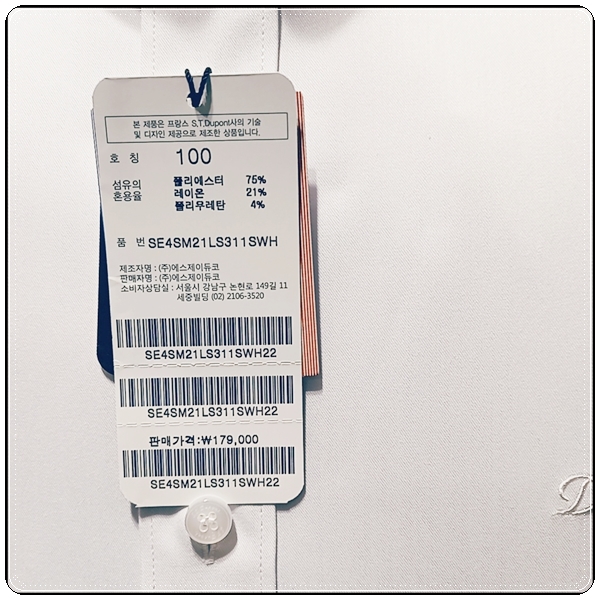 본 제품은 프랑스 S.T.Dupont사의 기술
및 디자인 제공으로 제조한 상품입니다.
호 칭 100
섬유의 혼용율 폴리에스터 75%
레이온 21%
폴리우레탄 4%
품 번 SE4SM21LS311SWH
제조자명 : (주)에스제이듀코
판매자명 : (주)에스제이듀코
소비자상담실 : 서울시 강남구 논현로 149길 11
세중빌딩 (02) 2106-3520
SE4SM21LS311SWH22
SE4SM21LS311SWH22
판매가격:₩179,000
SE4SM21LS311SWH22
D